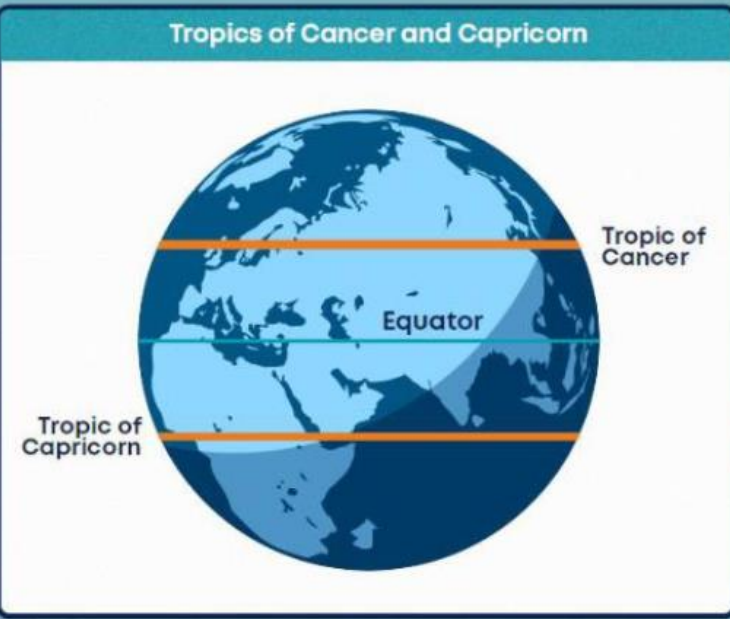 Tropics of Cancer and Capricorn
Tropic of
Cancer
Equator
Tropic of
Capricorn